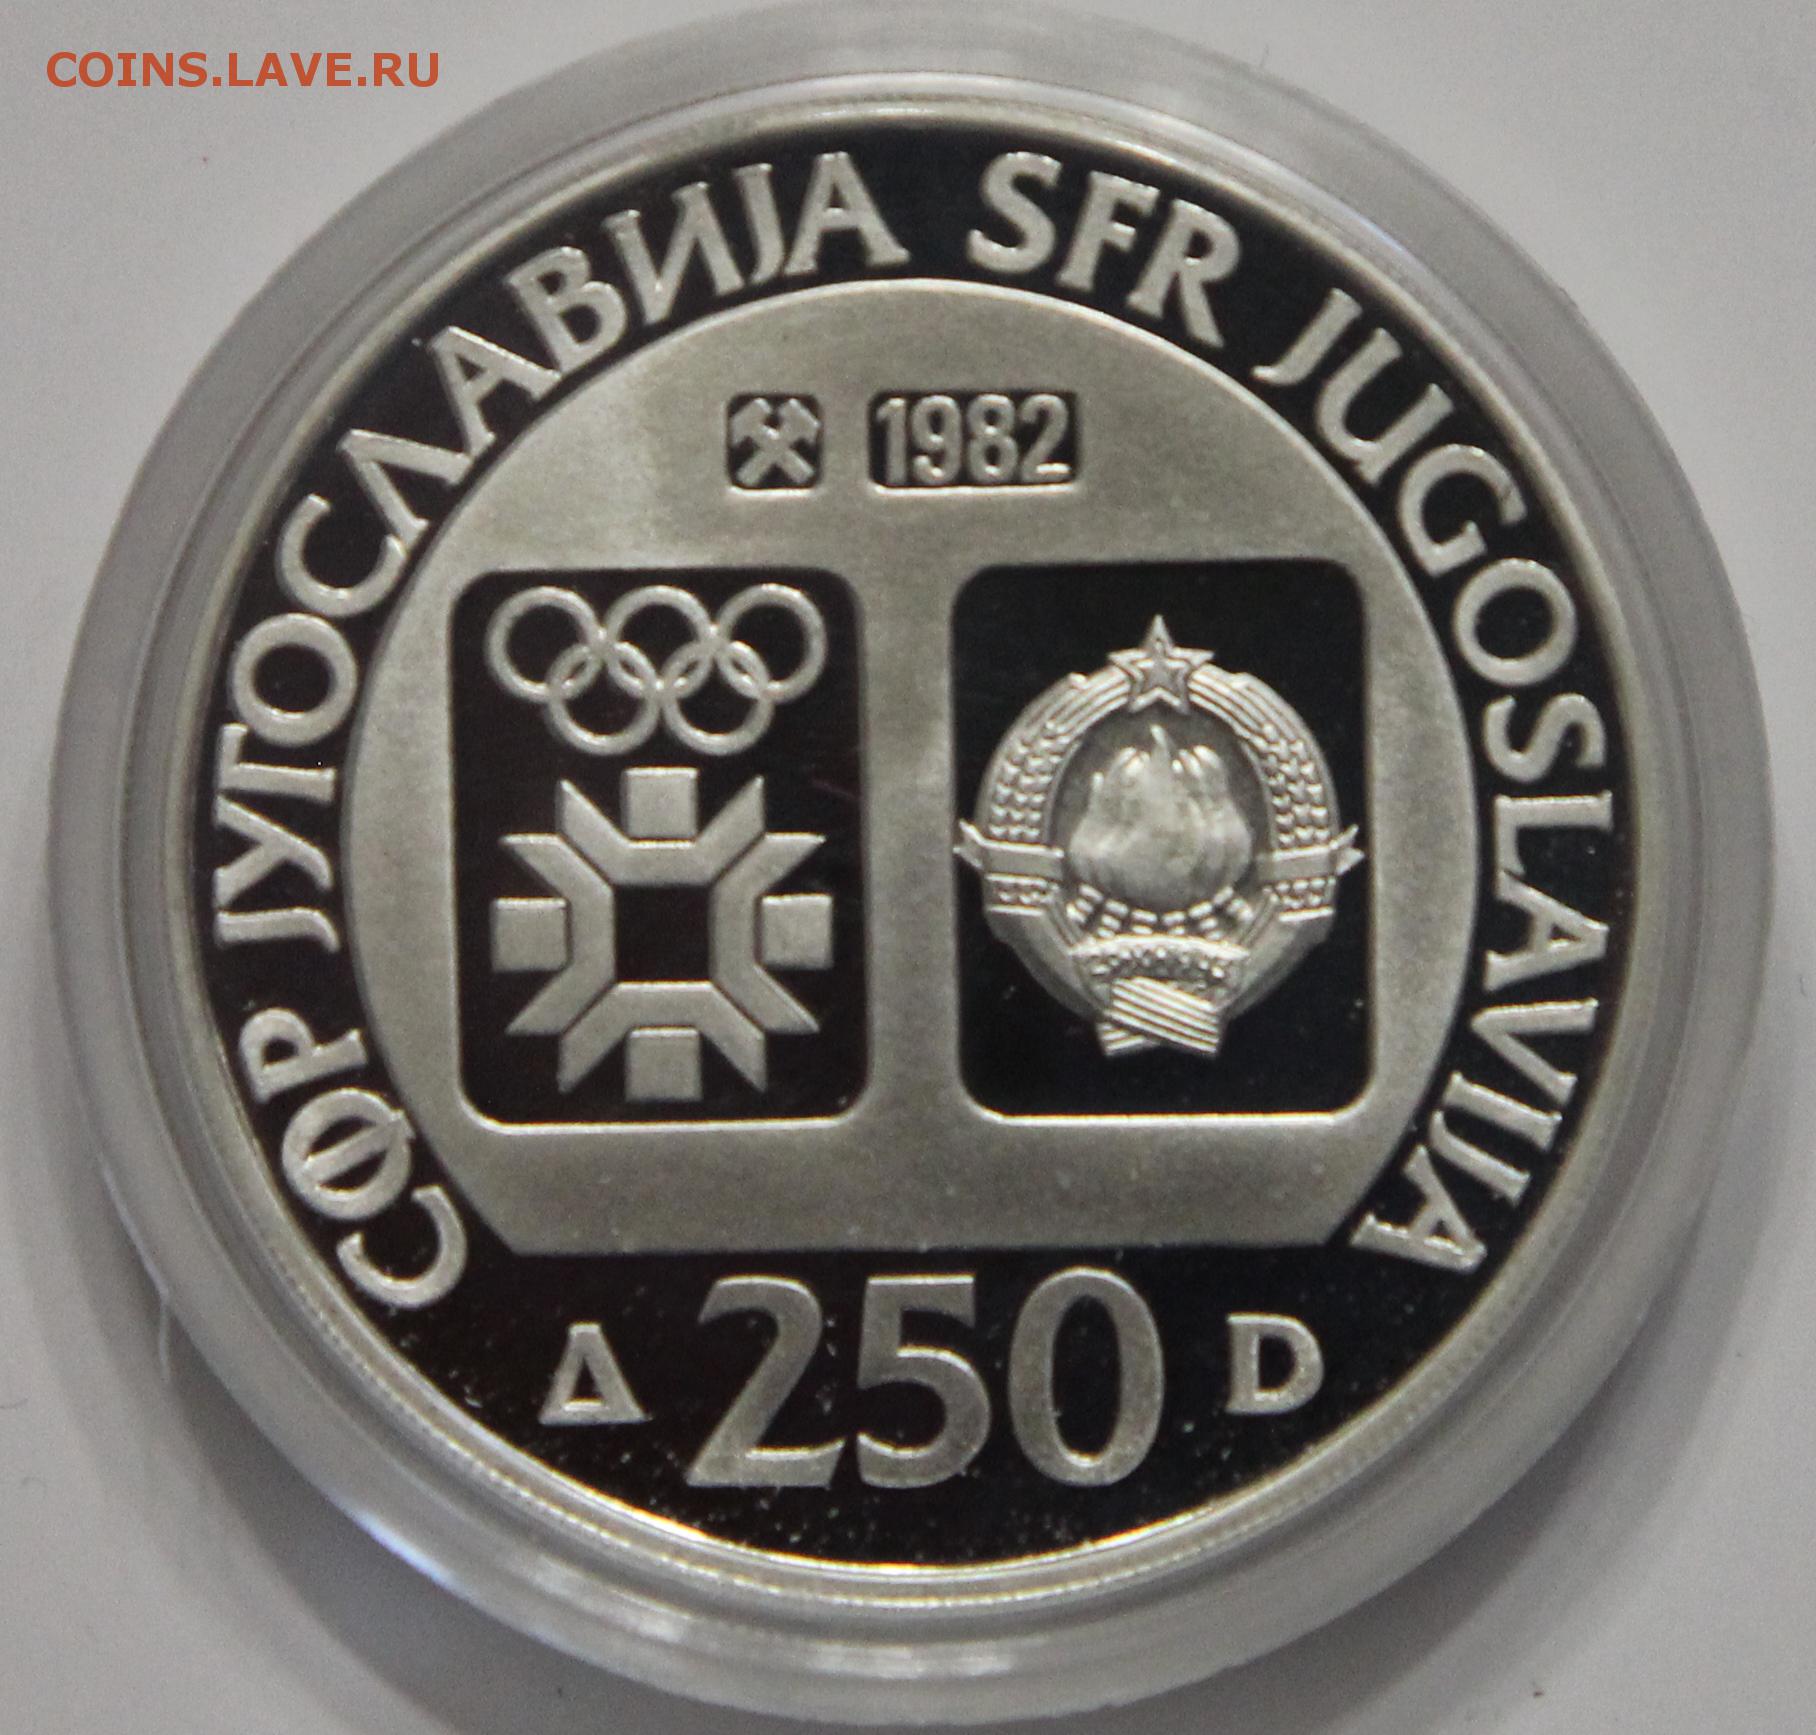 COINS.LAVE.RU
СФР ЈУГОСЛАВИЈА SFR JUGOSLAVIJA
1982
Д 250 D